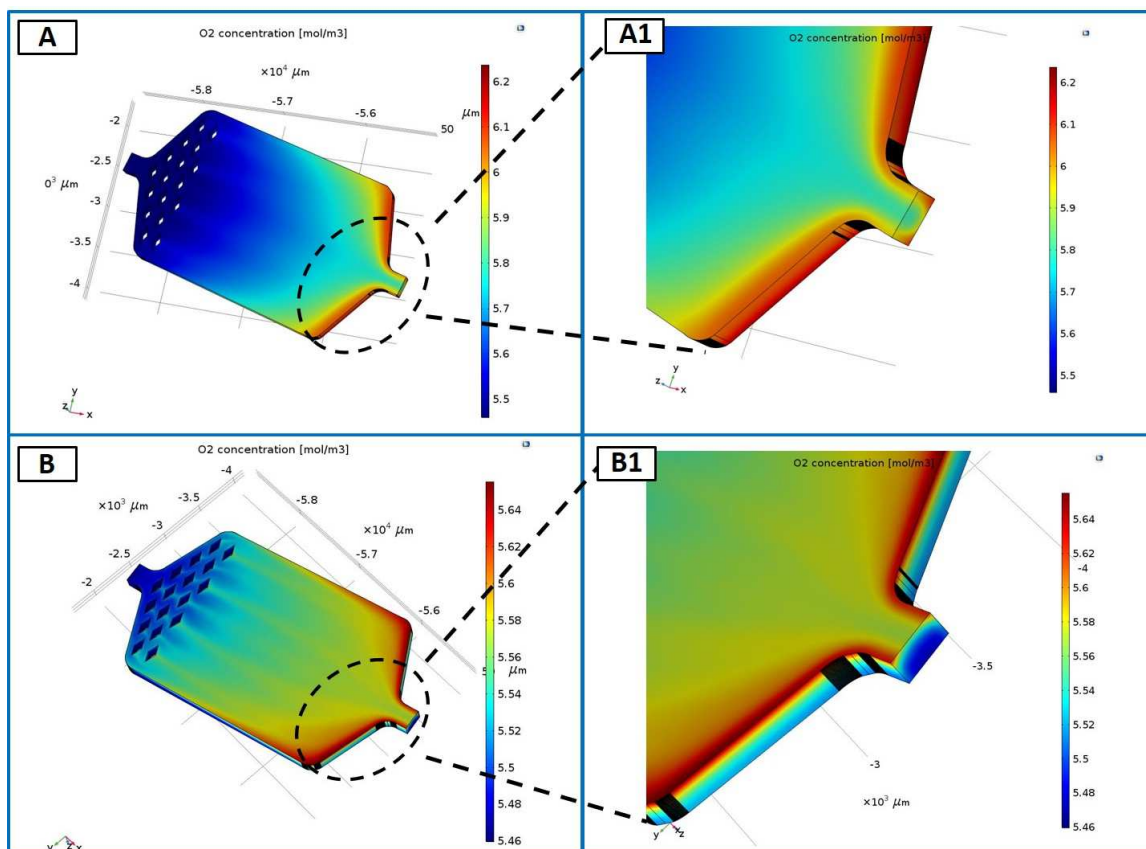 A
O2 concentration [mol/m3]
×10⁴ μm
-5.8
-5.7
-5.6
μm
50
-2
-2.5
0³ μm
-3
-3.5
-4
6.2
6.1
6
5.9
5.8
5.7
5.6
5.5
y
z
x
A1
O2 concentration [mol/m3]
6.2
6.1
6
5.9
5.8
5.7
5.6
5.5
y
z
x
B
O2 concentration [mol/m3]
-4
-3.5
×10³ μm
-3
-2.5
-2
-5.8
×10⁴ μm
-5.7
-5.6
μm
5.64
5.62
5.6
5.58
5.56
5.54
5.52
5.5
5.48
5.46
y
z
x
B1
O2 concentration [mol/m3]
-4
-3.5
-3
×10³ μm
5.64
5.62
5.6
5.58
5.56
5.54
5.52
5.5
5.48
5.46
y
x
z